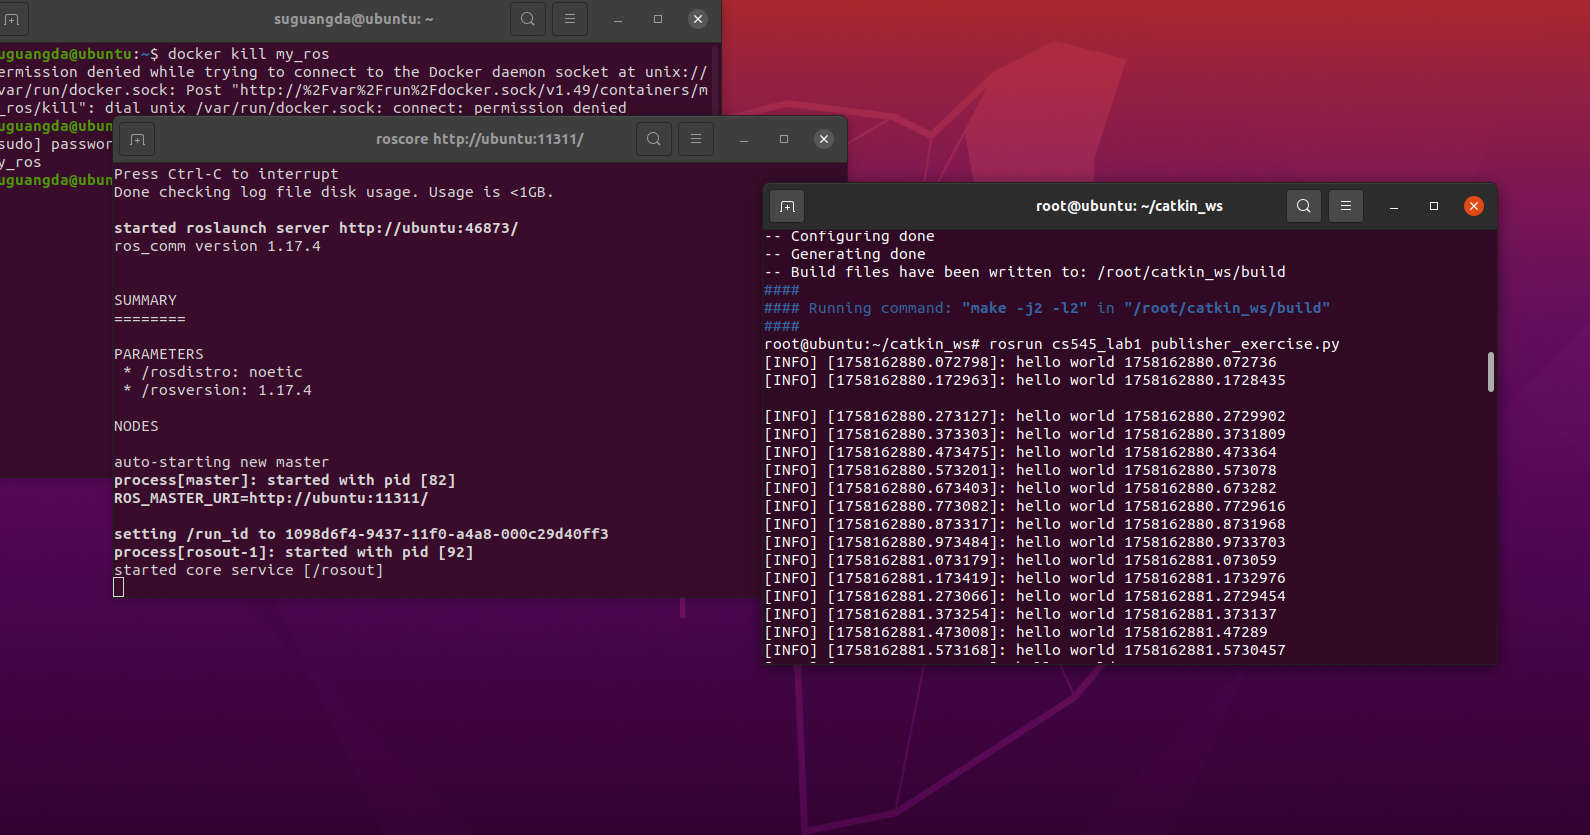 suguangda@ubuntu: ~
uguangda@ubuntu:~$ docker kill my_ros
ermission denied while trying to connect to the Docker daemon socket at unix://
var/run/docker.sock: Post "http://%2Fvar%2Frun%2Fdocker.sock/v1.49/containers/m
_ros/kill": dial unix /var/run/docker.sock: connect: permission denied
uguangda@ubun
sudo] passwor
y_ros
uguangda@ubun
roscore http://ubuntu:11311/
Press Ctrl-C to interrupt
Done checking log file disk usage. Usage is <1GB.
started roslaunch server http://ubuntu:46873/
ros_comm version 1.17.4
SUMMARY
========
PARAMETERS
* /rosdistro: noetic
* /rosversion: 1.17.4
NODES
auto-starting new master
process[master]: started with pid [82]
ROS_MASTER_URI=http://ubuntu:11311/
setting /run_id to 1098d6f4-9437-11f0-a4a8-000c29d40ff3
process[rosout-1]: started with pid [92]
started core service [/rosout]
root@ubuntu: ~/catkin_ws
-- Configuring done
-- Generating done
-- Build files have been written to: /root/catkin_ws/build
####
#### Running command: "make -j2 -l2" in "/root/catkin_ws/build"
####
root@ubuntu:~/catkin_ws# rosrun cs545_lab1 publisher_exercise.py
[INFO] [1758162880.072798]: hello world 1758162880.072736
[INFO] [1758162880.172963]: hello world 1758162880.1728435
[INFO] [1758162880.273127]: hello world 1758162880.2729902
[INFO] [1758162880.373303]: hello world 1758162880.3731809
[INFO] [1758162880.473475]: hello world 1758162880.473364
[INFO] [1758162880.573201]: hello world 1758162880.573078
[INFO] [1758162880.673403]: hello world 1758162880.673282
[INFO] [1758162880.773082]: hello world 1758162880.7729616
[INFO] [1758162880.873317]: hello world 1758162880.8731968
[INFO] [1758162880.973484]: hello world 1758162880.9733703
[INFO] [1758162881.073179]: hello world 1758162881.073059
[INFO] [1758162881.173419]: hello world 1758162881.1732976
[INFO] [1758162881.273066]: hello world 1758162881.2729454
[INFO] [1758162881.373254]: hello world 1758162881.373137
[INFO] [1758162881.473008]: hello world 1758162881.47289
[INFO] [1758162881.573168]: hello world 1758162881.5730457